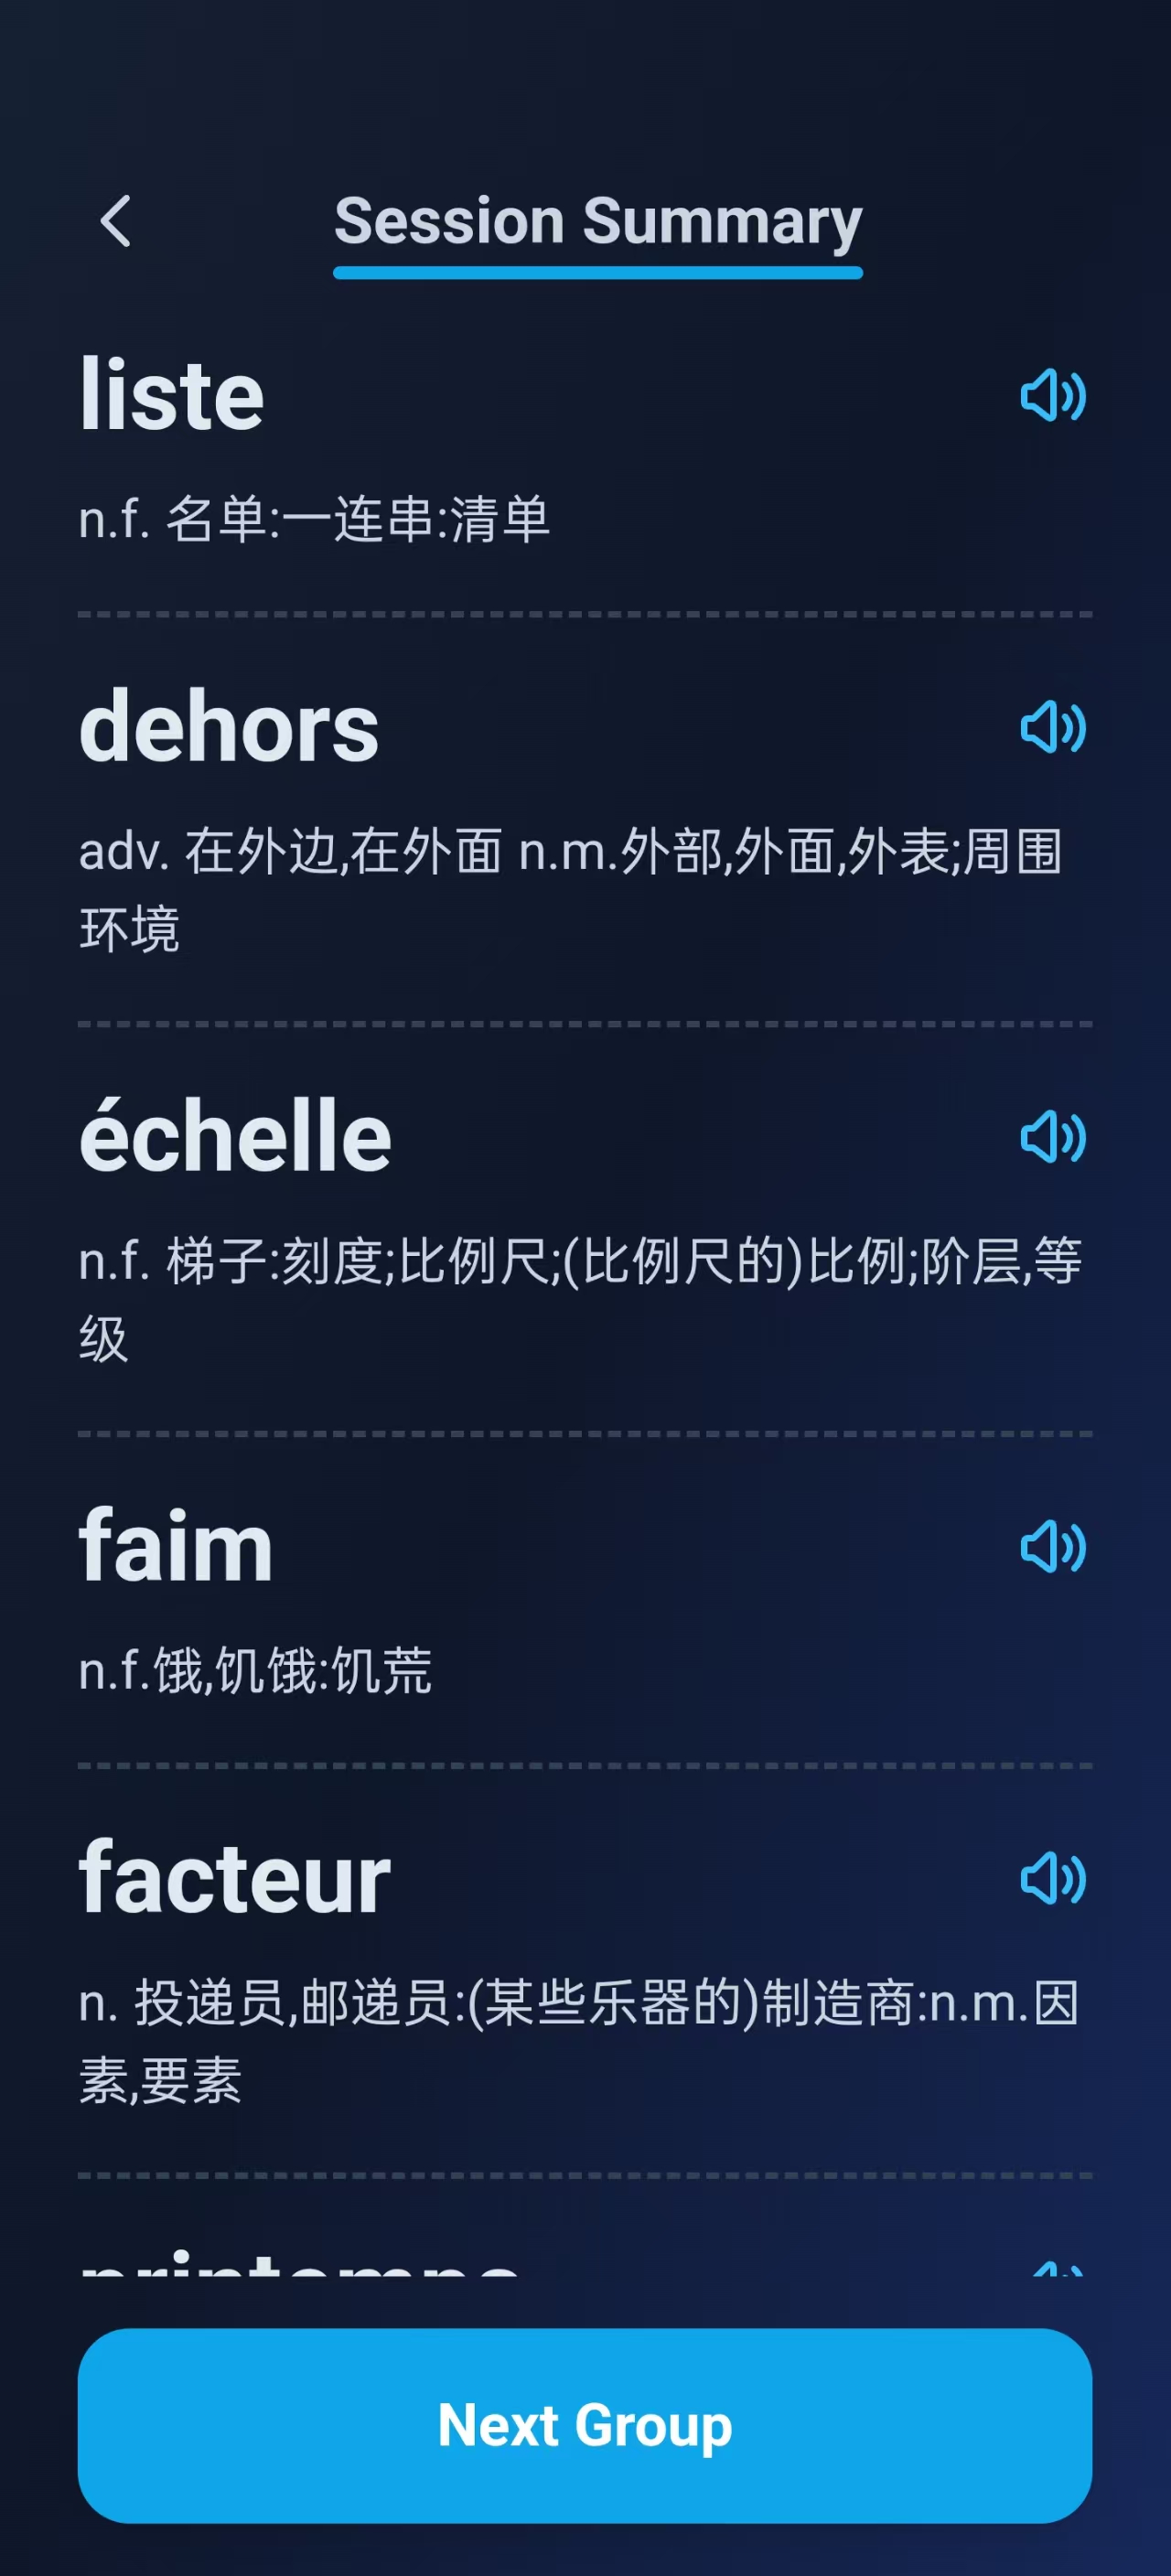 Session Summary
liste
n.f. 名单:一连串:清单
dehors
adv. 在外边,在外面 n.m.外部,外面,外表;周围
环境
échelle
n.f. 梯子:刻度;比例尺;(比例尺的)比例;阶层,等
级
faim
n.f.饿,饥饿:饥荒
facteur
n. 投递员,邮递员:(某些乐器的)制造商:n.m.因
素,要素
printemps
Next Group